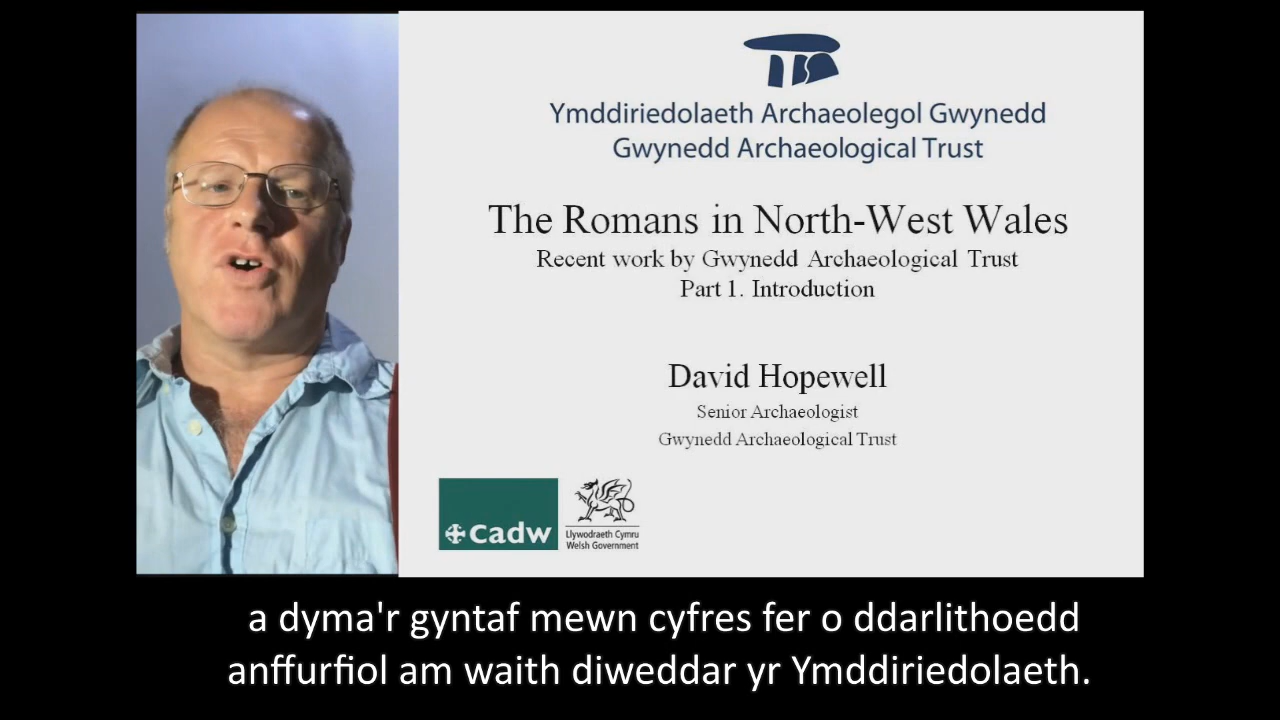 Ymddiriedolaeth Archaeolegol Gwynedd
Gwynedd Archaeological Trust
The Romans in North-West Wales
Recent work by Gwynedd Archaeological Trust
Part 1. Introduction
David Hopewell
Senior Archaeologist
Gwynedd Archaeological Trust
Cadw
Llywodraeth Cymru
Welsh Government
a dyma'r gyntaf mewn cyfres fer o ddarlithoedd
anffurfiol am waith diweddar yr Ymddiriedolaeth.